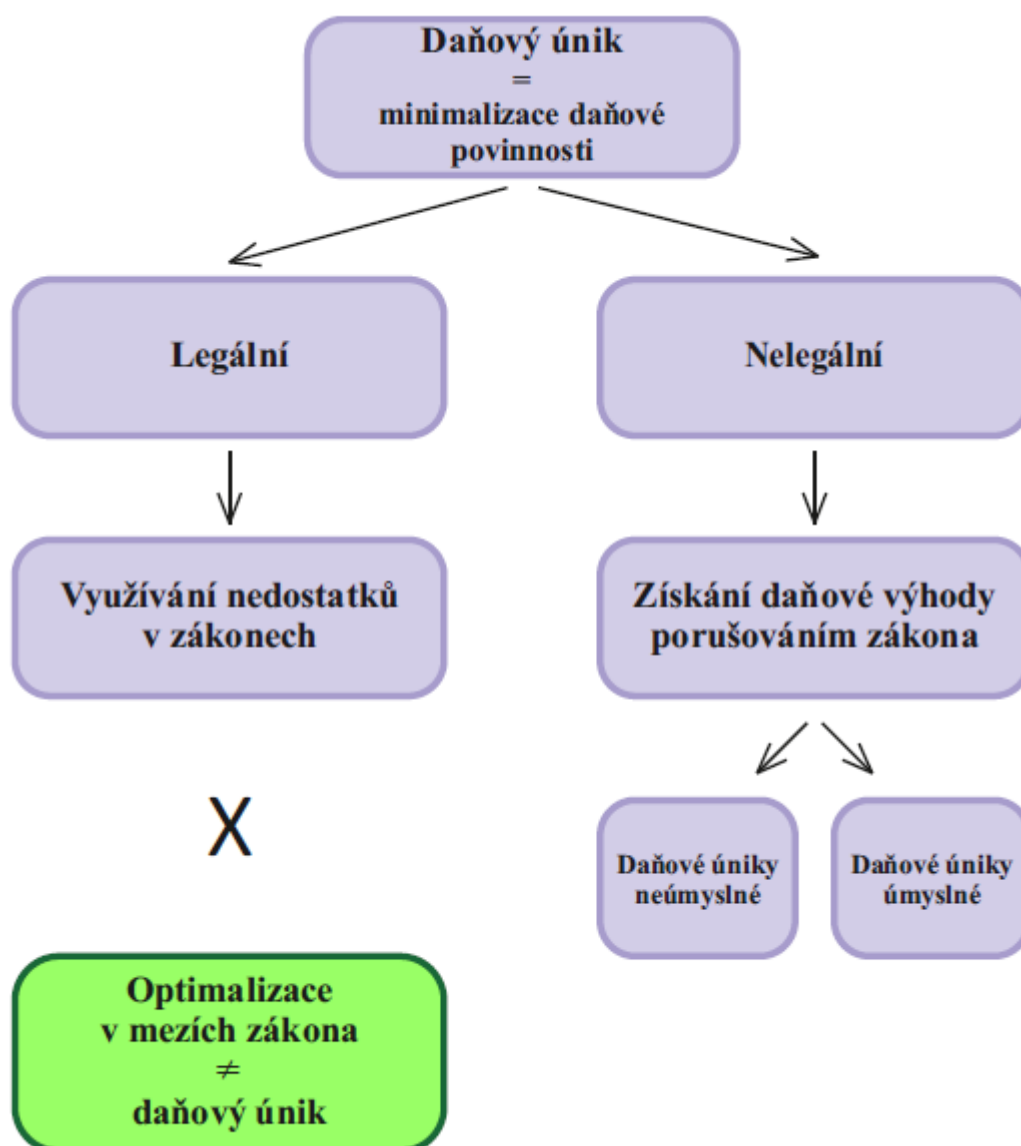 Daňový únik
=
minimalizace daňové
povinnosti
Legální
Nelegální
Využívání nedostatků
v zákonech
Získání daňové výhody
porušováním zákona
X
Daňové úniky
neúmyslné
Daňové úniky
úmyslné
Optimalizace
v mezích zákona
≠
daňový únik